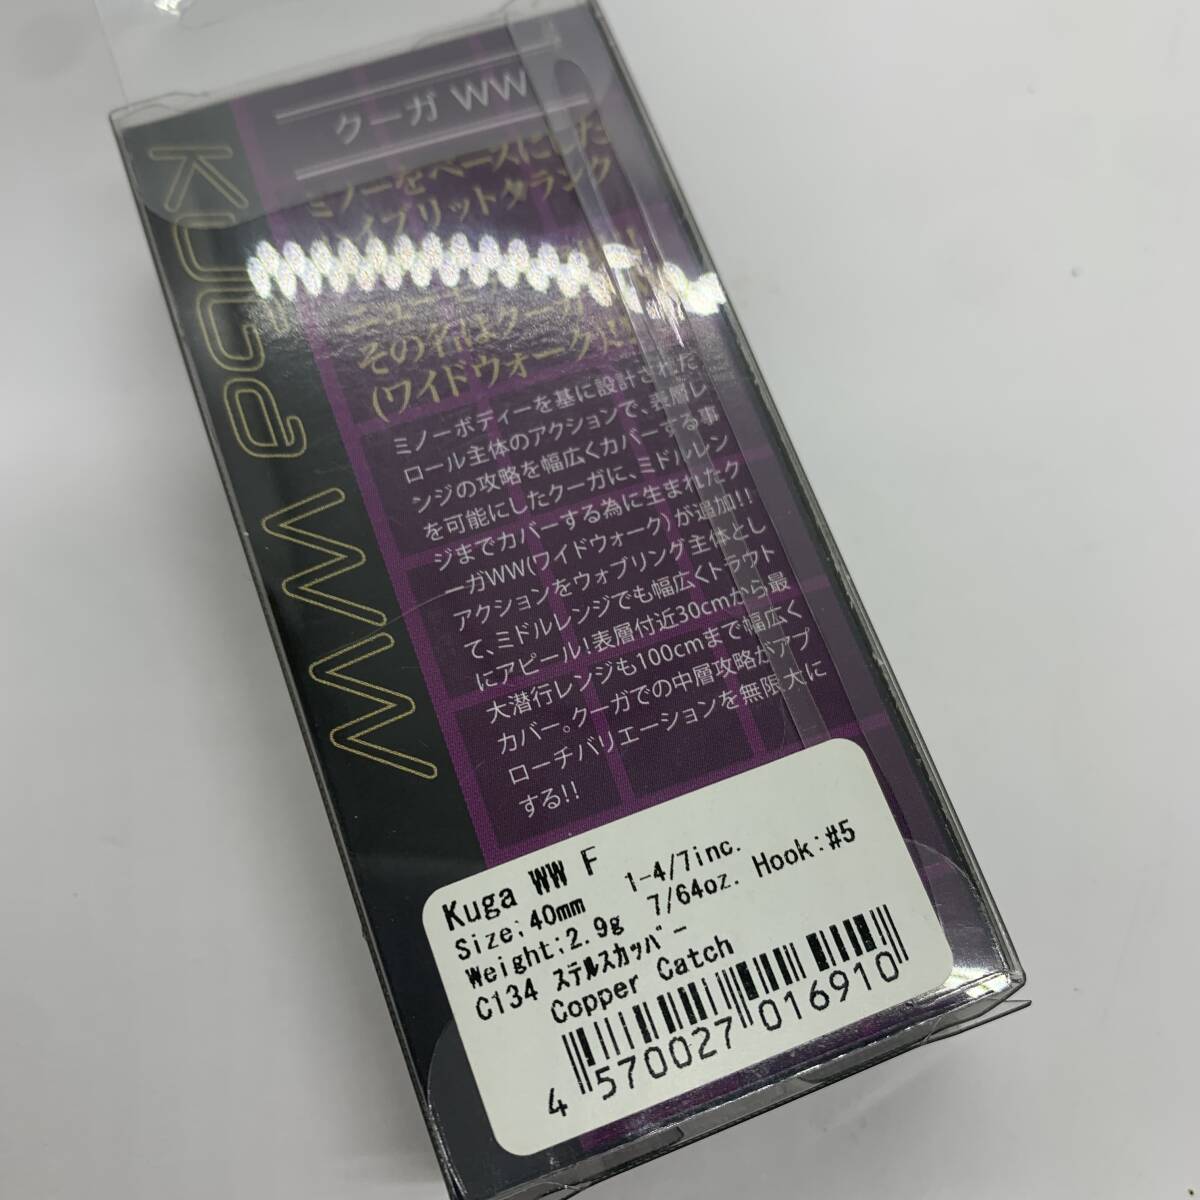 クーガ WW
Kuga WW
ミノーをベースにした
ハイブリットクランク
その名はクーガ
(ワイドウォーク)!!
ミノーボディーを基に設計された
ロール主体のアクションで、表層レ
ンジの攻略を幅広くカバーする事
を可能にしたクーガに、ミドルレン
ジまでカバーする為に生まれたク
ーガWW(ワイドウォーク)が追加!!
アクションをウォブリング主体とし
て、ミドルレンジでも幅広くトラウト
にアピール!表層付近30cmから最
大潜行レンジも100cmまで幅広く
カバー。クーガでの中層攻略がアプ
ローチバリエーションを無限大に
する!!
Kuga WW F
Size;40mm 1-4/7inc.
Weight;2.9g 7/64oz. Hook:#5
C134 ステルスカッパー
Copper Catch
4 570027 016910